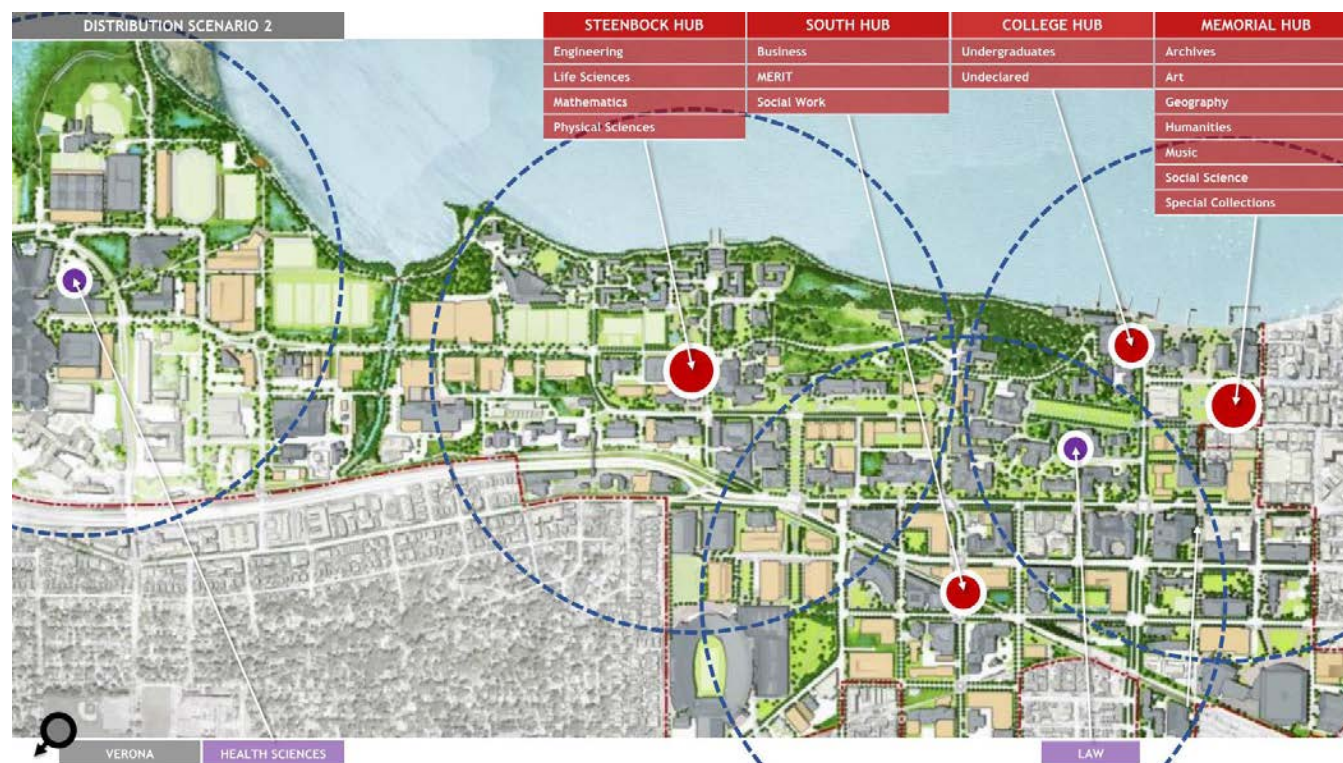 DISTRIBUTION SCENARIO 2
STEENBOCK HUB
Engineering
Life Sciences
Mathematics
Physical Sciences
SOUTH HUB
Business
MERIT
Social Work
COLLEGE HUB
Undergraduates
Undeclared
MEMORIAL HUB
Archives
Art
Geography
Humanities
Music
Social Science
Special Collections
VERONA
HEALTH SCIENCES
LAW